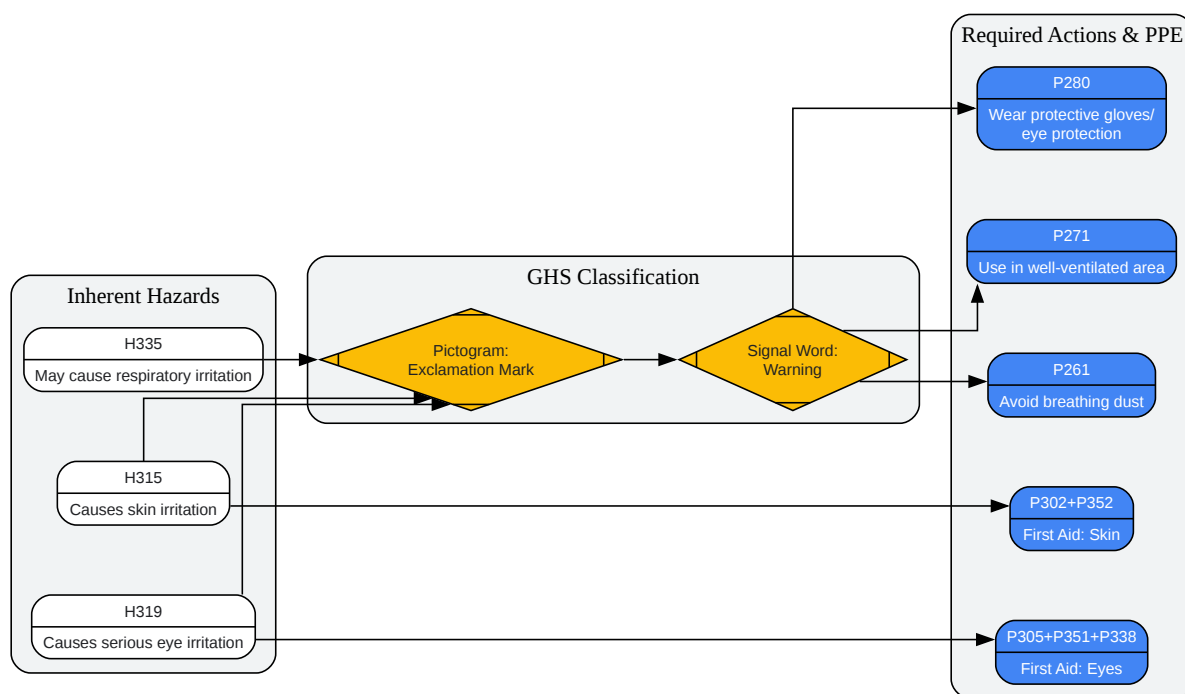 Inherent Hazards
H335
May cause respiratory irritation
H315
Causes skin irritation
H319
Causes serious eye irritation
GHS Classification
Pictogram:
Exclamation Mark
Signal Word:
Warning
Required Actions & PPE
P280
Wear protective gloves/
eye protection
P271
Use in well-ventilated area
P261
Avoid breathing dust
P302+P352
First Aid: Skin
P305+P351+P338
First Aid: Eyes